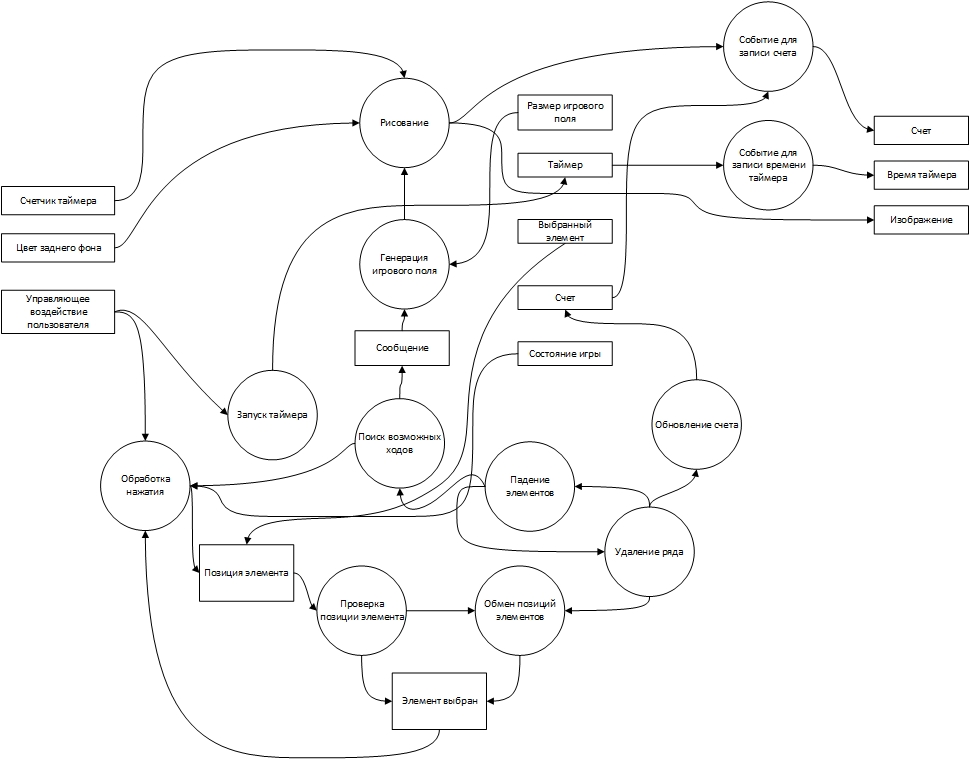 Событие для
записи счета
Рисование
Размер игрового
поля
Счет
Таймер
Событие для
записи времени
таймера
Время таймера
Счетчик таймера
Изображение
Выбранный
элемент
Цвет заднего фона
Генерация
игрового поля
Управляющее
воздействие
пользователя
Счет
Сообщение
Состояние игры
Запуск таймера
Поиск возможных
ходов
Обновление счета
Обработка
нажатия
Падение
элементов
Удаление ряда
Позиция элемента
Проверка
позиции элемента
Обмен позиций
элементов
Элемент выбран